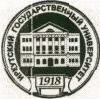 ИРКУТСКИЙ ГОСУДАРСТВЕННЫЙ УНИВЕРСИТЕТ
1918